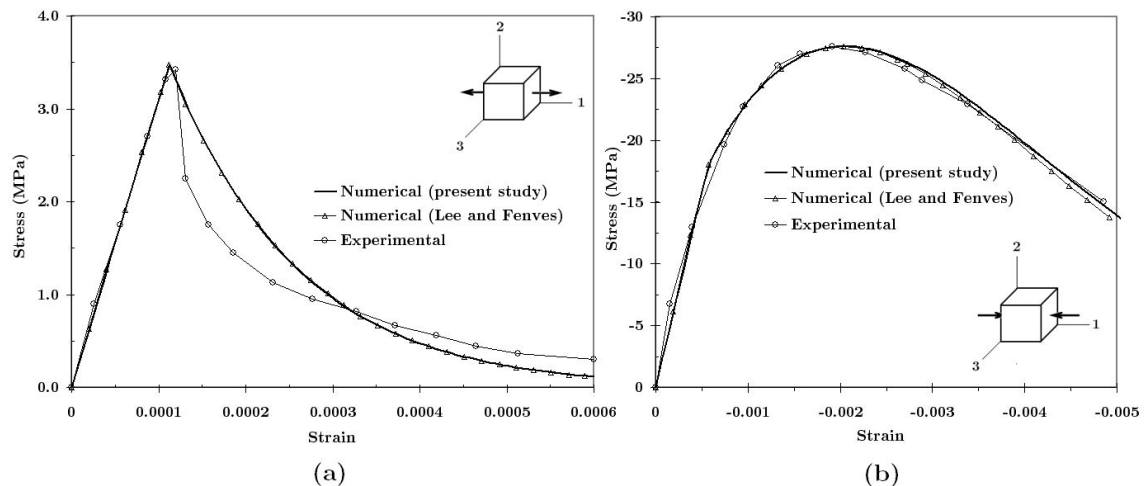 4.0
3.0
2.0
1.0
0.0
Stress (MPa)
0
0.0001
0.0002
0.0003
0.0004
0.0005
0.0006
Strain
2
1
3
Numerical (present study)
Numerical (Lee and Fenves)
Experimental
(a)
-30
-25
-20
-15
-10
-5
0
Stress (MPa)
0
-0.001
-0.002
-0.003
-0.004
-0.005
Strain
Numerical (present study)
Numerical (Lee and Fenves)
Experimental
2
1
3
(b)